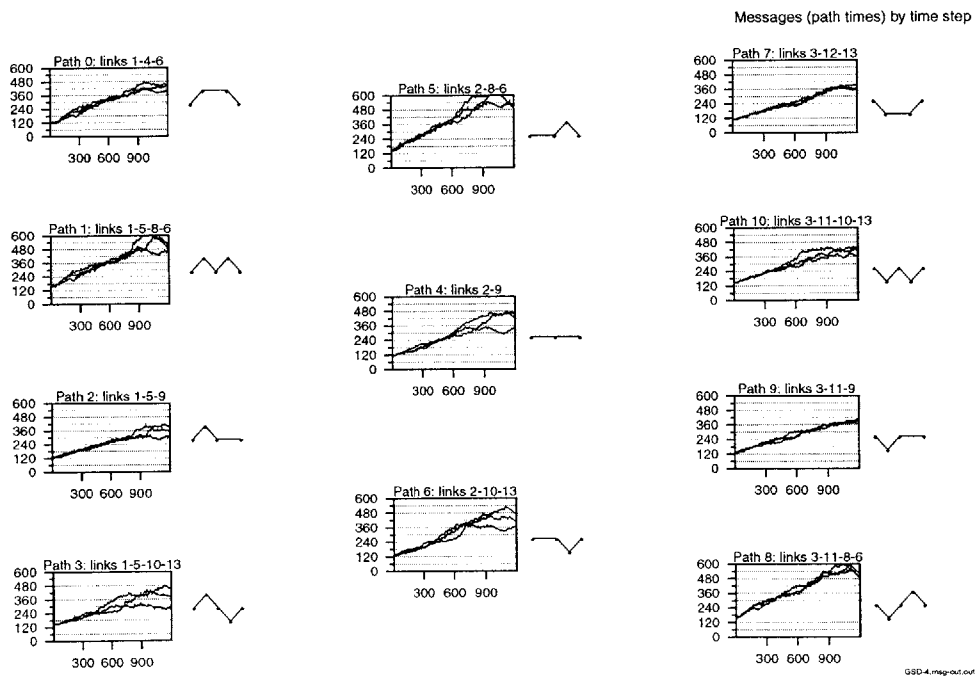 Messages (path times) by time step
Path 0: links 1-4-6
600
480
360
240
120
0
300 600 900
Path 1: links 1-5-8-6
600
480
360
240
120
0
300 600 900
Path 2: links 1-5-9
600
480
360
240
120
0
300 600 900
Path 3: links 1-5-10-13
600
480
360
240
120
0
300 600 900
Path 5: links 2-8-6
600
480
360
240
120
0
300 600 900
Path 4: links 2-9
600
480
360
240
120
0
300 600 900
Path 6: links 2-10-13
600
480
360
240
120
0
300 600 900
Path 7: links 3-12-13
600
480
360
240
120
0
300 600 900
Path 10: links 3-11-10-13
600
480
360
240
120
0
300 600 900
Path 9: links 3-11-9
600
480
360
240
120
0
300 600 900
Path 8: links 3-11-8-6
600
480
360
240
120
0
300 600 900
GSD-4.msg-out.out